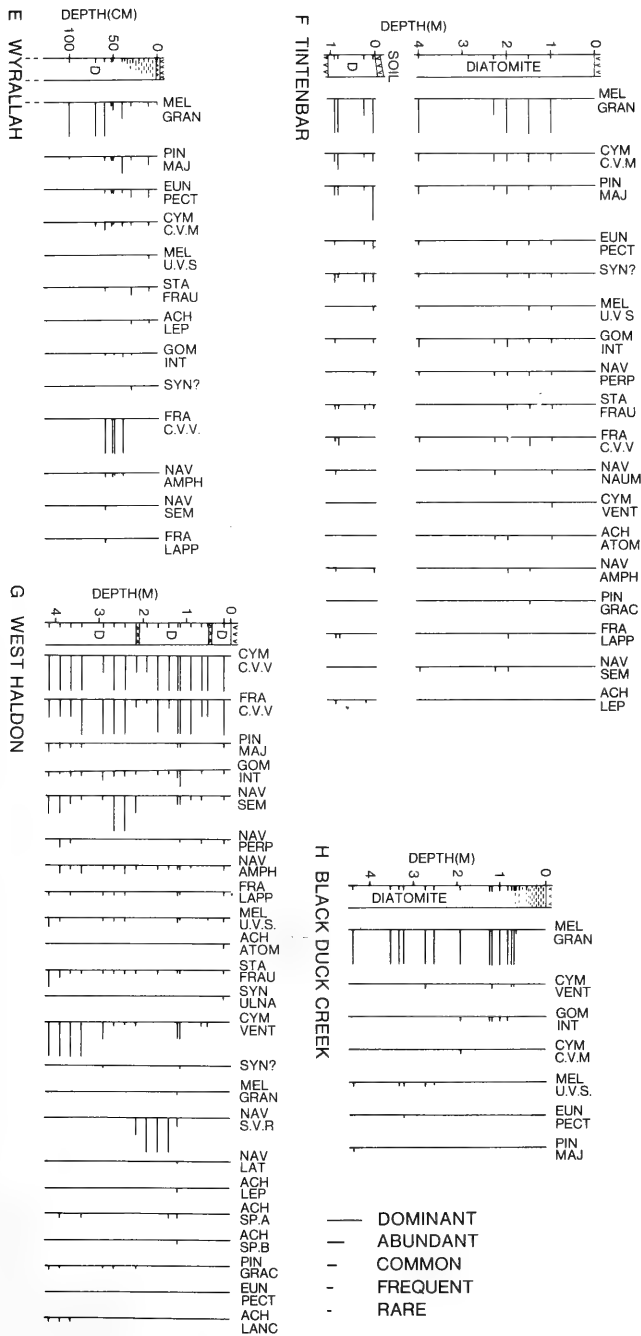 E WYRALLAH
DEPTH(CM)
100 50 0
D
MEL GRAN
PIN MAJ
EUN PECT
CYM C.V.M
MEL U.V.S
STA FRAU
ACH LEP
GOM INT
SYN?
FRA C.V.V.
NAV AMPH
NAV SEM
FRA LAPP
F TINTENBAR
DEPTH(M)
1 0 4 3 2 1 0
D
SOIL
DIATOMITE
MEL GRAN
CYM C.V.M
PIN MAJ
EUN PECT
SYN?
MEL U.V S
GOM INT
NAV PERP
STA FRAU
FRA C.V.V
NAV NAUM
CYM VENT
ACH ATOM
NAV AMPH
PIN GRAC
FRA LAPP
NAV SEM
ACH LEP
G WEST HALDON
DEPTH(M)
4 3 2 1 0
D D D
CYM C.V.V
FRA C.V.V
PIN MAJ
GOM INT
NAV SEM
NAV PERP
NAV AMPH
FRA LAPP
MEL U.V.S.
ACH ATOM
STA FRAU
SYN ULNA
CYM VENT
SYN?
MEL GRAN
NAV S.V.R
NAV LAT
ACH LEP
ACH SP.A
ACH SP.B
PIN GRAC
EUN PECT
ACH LANC
H BLACK DUCK CREEK
DEPTH(M)
4 3 2 1 0
DIATOMITE
MEL GRAN
CYM VENT
GOM INT
CYM C.V.M
MEL U.V.S.
EUN PECT
PIN MAJ
DOMINANT
ABUNDANT
COMMON
FREQUENT
RARE